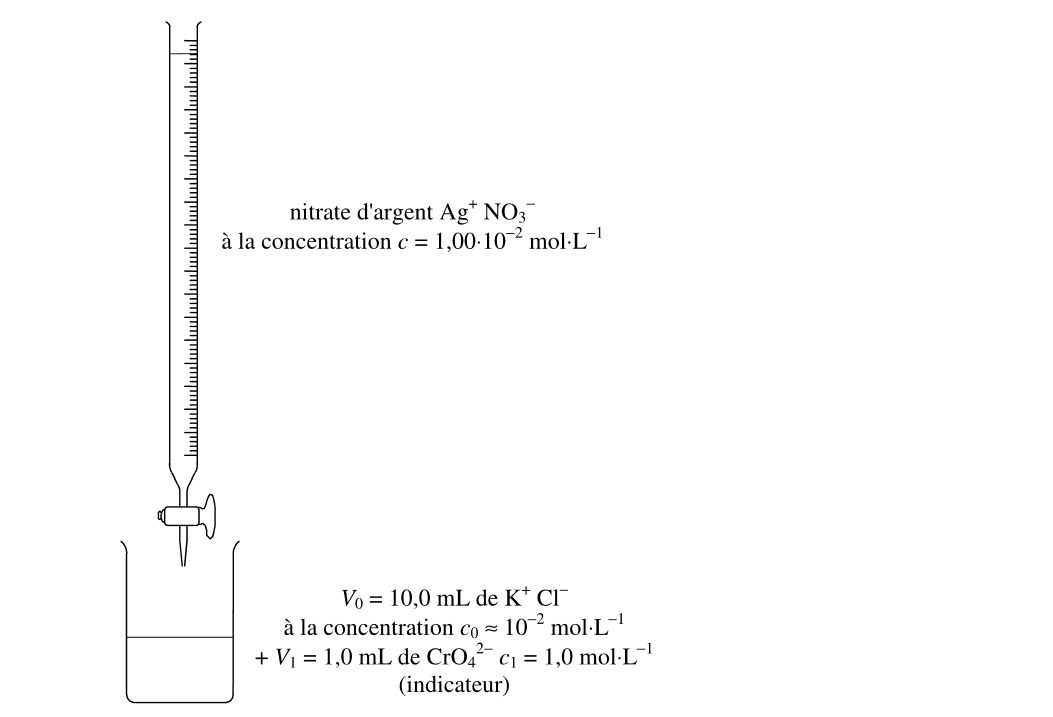 nitrate d'argent Ag⁺ NO₃⁻
à la concentration c = 1,00·10⁻² mol·L⁻¹
V₀ = 10,0 mL de K⁺ Cl⁻
à la concentration c₀ ≈ 10⁻² mol·L⁻¹
+ V₁ = 1,0 mL de CrO₄²⁻ c₁ = 1,0 mol·L⁻¹
(indicateur)